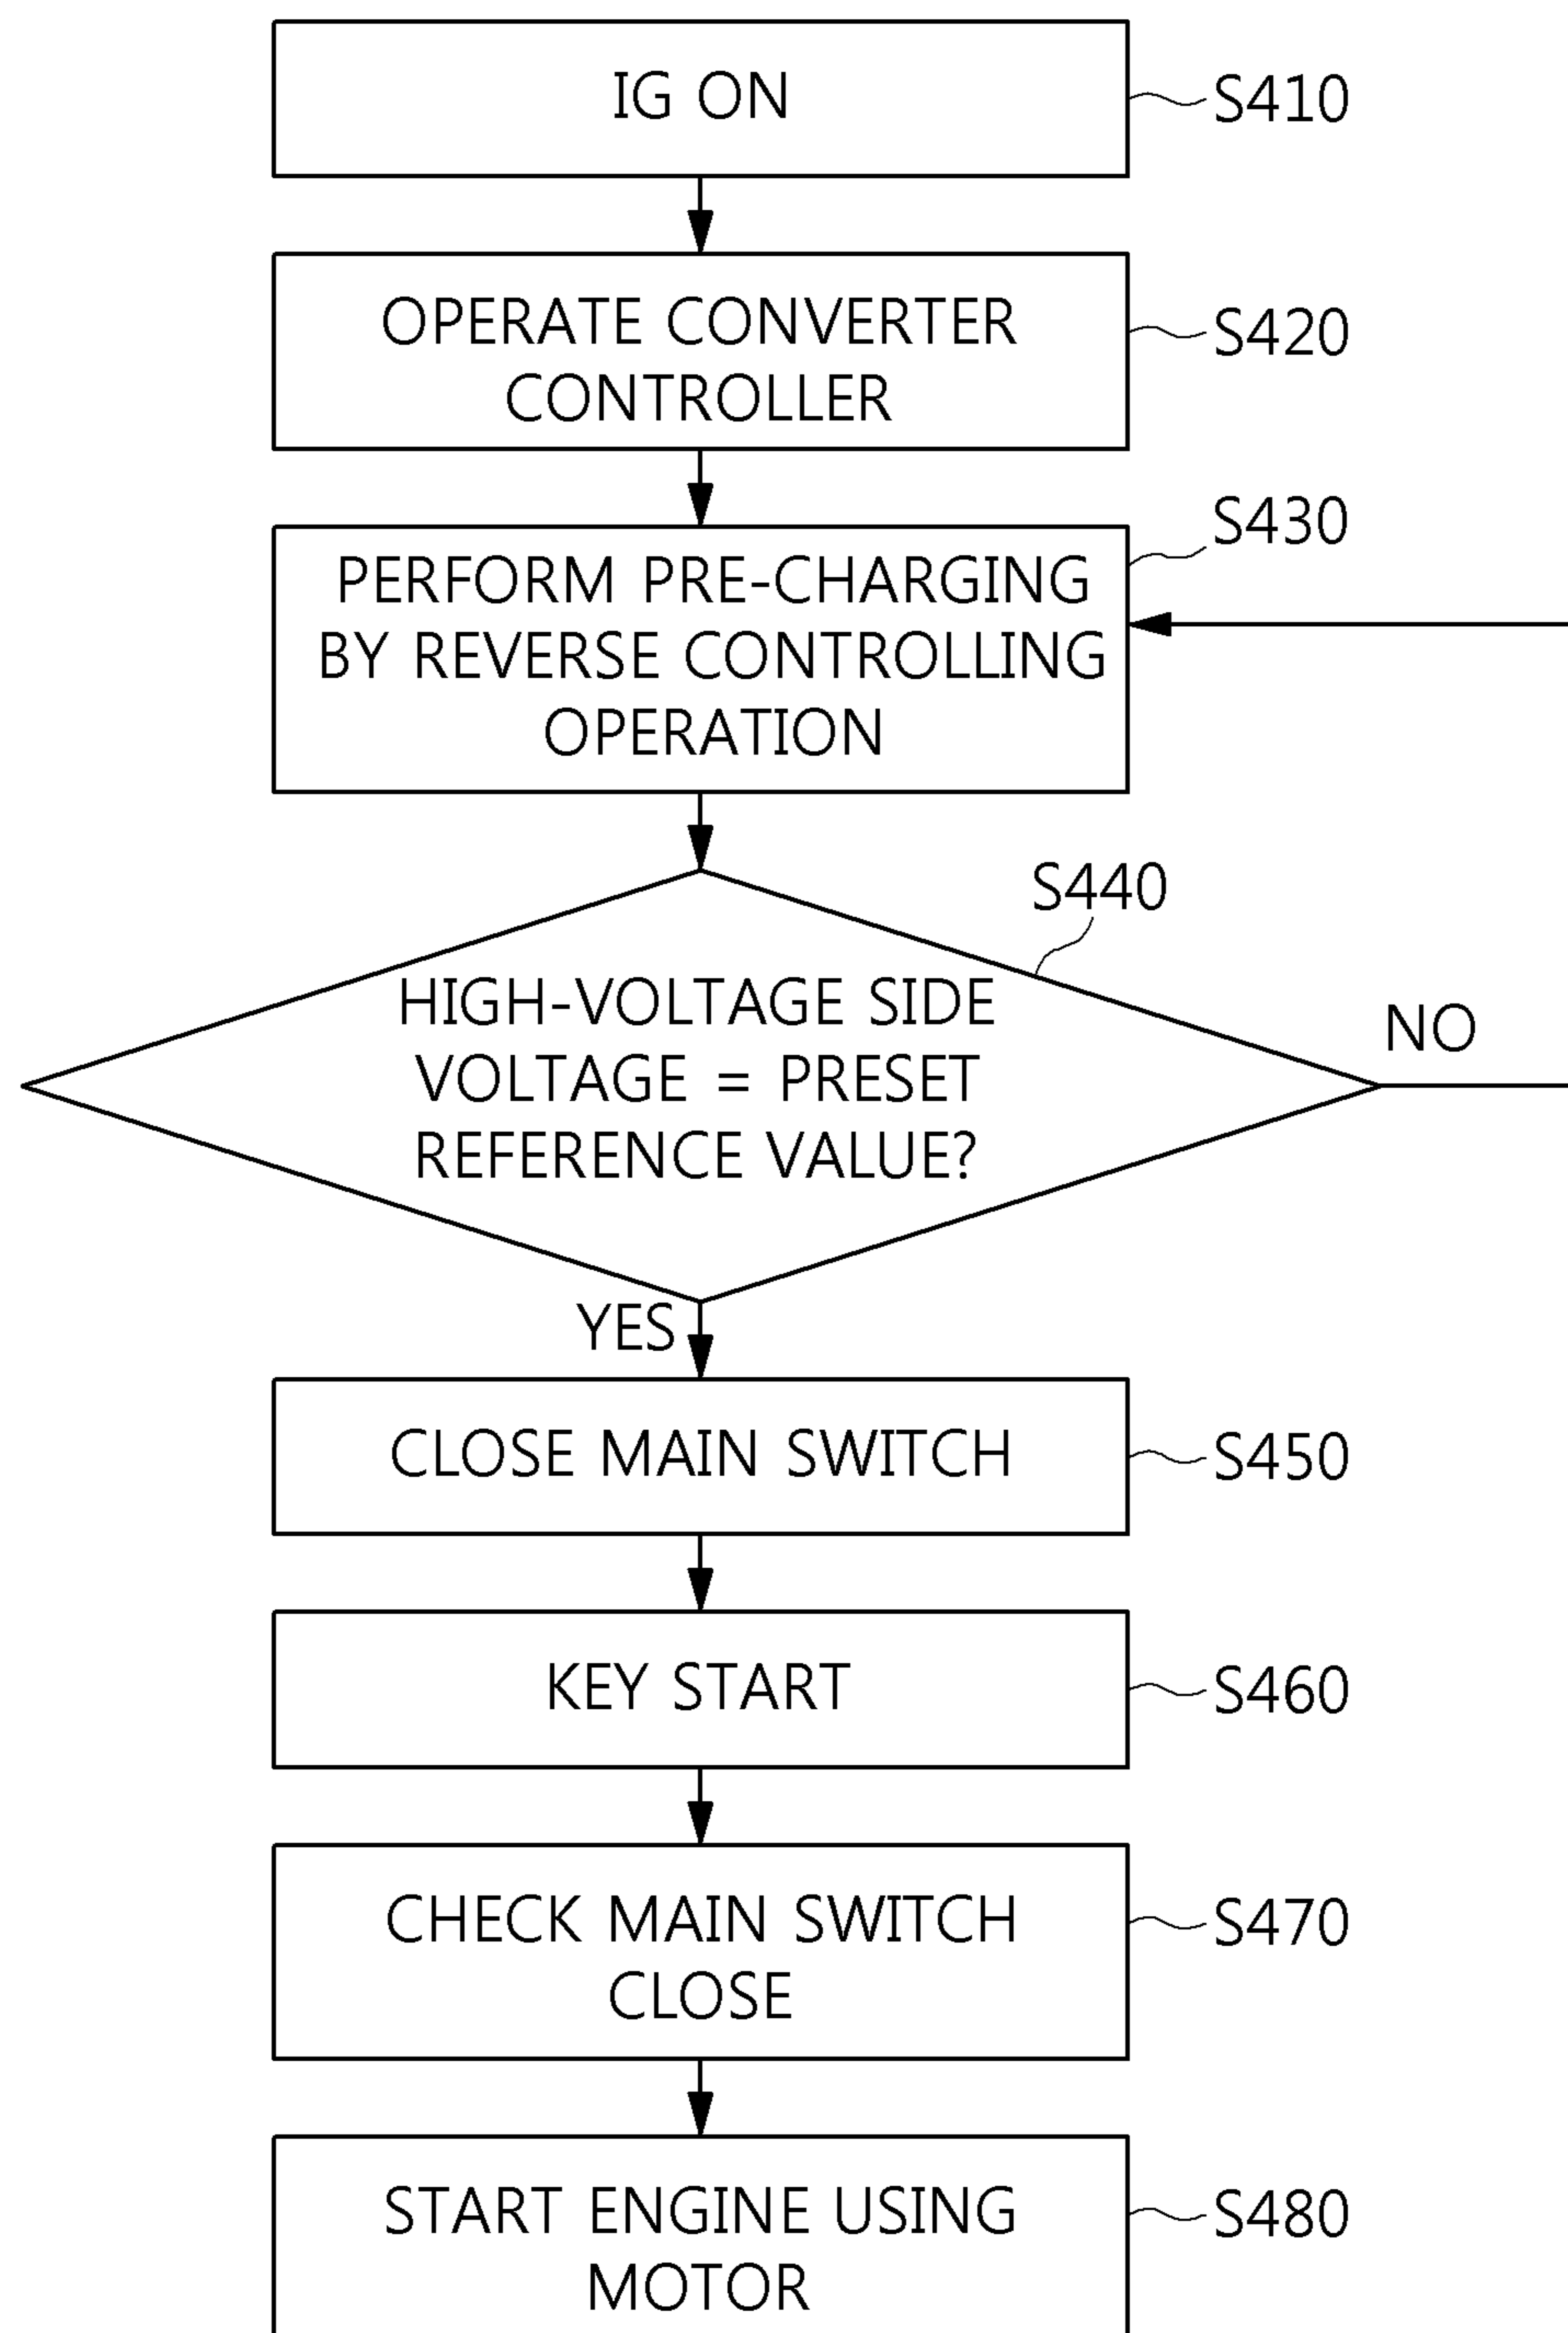 IG ON
S410
OPERATE CONVERTER
CONTROLLER
S420
S430
PERFORM PRE-CHARGING
BY REVERSE CONTROLLING
OPERATION
S440
HIGH-VOLTAGE SIDE
VOLTAGE = PRESET
REFERENCE VALUE?
NO
YES
CLOSE MAIN SWITCH
S450
KEY START
S460
CHECK MAIN SWITCH
CLOSE
S470
START ENGINE USING
MOTOR
S480